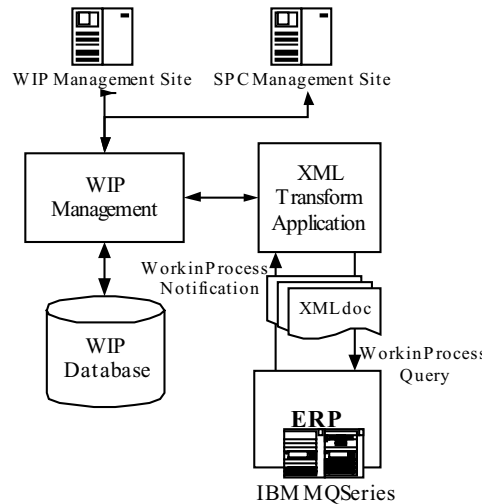 WIP Management Site
SPC Management Site
WIP
Management
XML
Transform
Application
WorkinProcess
Notification
XMLdoc
WIP
Database
WorkinProcess
Query
ERP
IBM MQSeries